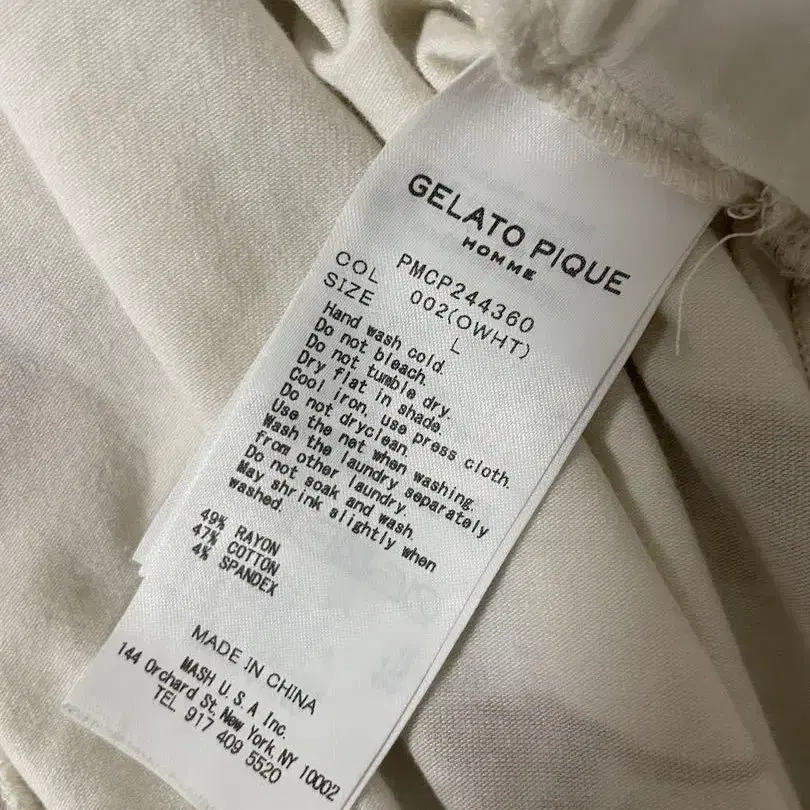 GELATO PIQUE
HOMME
PMCP244360
COL 002(OWHT)
SIZE L
Hand wash cold.
Do not bleach.
Do not tumble dry.
Dry flat in shade.
Cool iron, use press cloth.
Do not dryclean.
Use the net when washing.
Wash the laundry separately
from other laundry.
Do not soak and wash.
May shrink slightly when
washed.
49% RAYON
47% COTTON
4% SPANDEX
MADE IN CHINA
MASH U.S.A Inc.
144 Orchard St, New York, NY 10002
TEL 917 409 5520